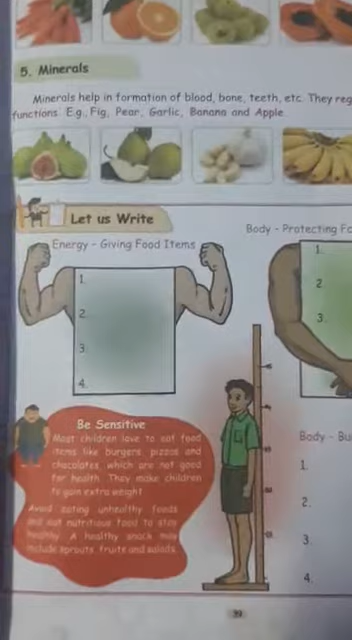 5. Minerals
Minerals help in formation of blood, bone, teeth, etc. They reg
functions. E.g., Fig, Pear, Garlic, Banana and Apple.
Let us Write
Energy - Giving Food Items
1.
2.
3.
4.
Body - Protecting Fo
1.
2
3.
Be Sensitive
Most children love to eat food
items like burgers, pizzas and
chocolates, which are not good
for health. They make children
to gain extra weight.
Avoid eating unhealthy foods
and eat nutritious food to stay
healthy. A healthy snack may
include sprouts, fruits and salads.
Body - Bui
1.
2.
3.
4.